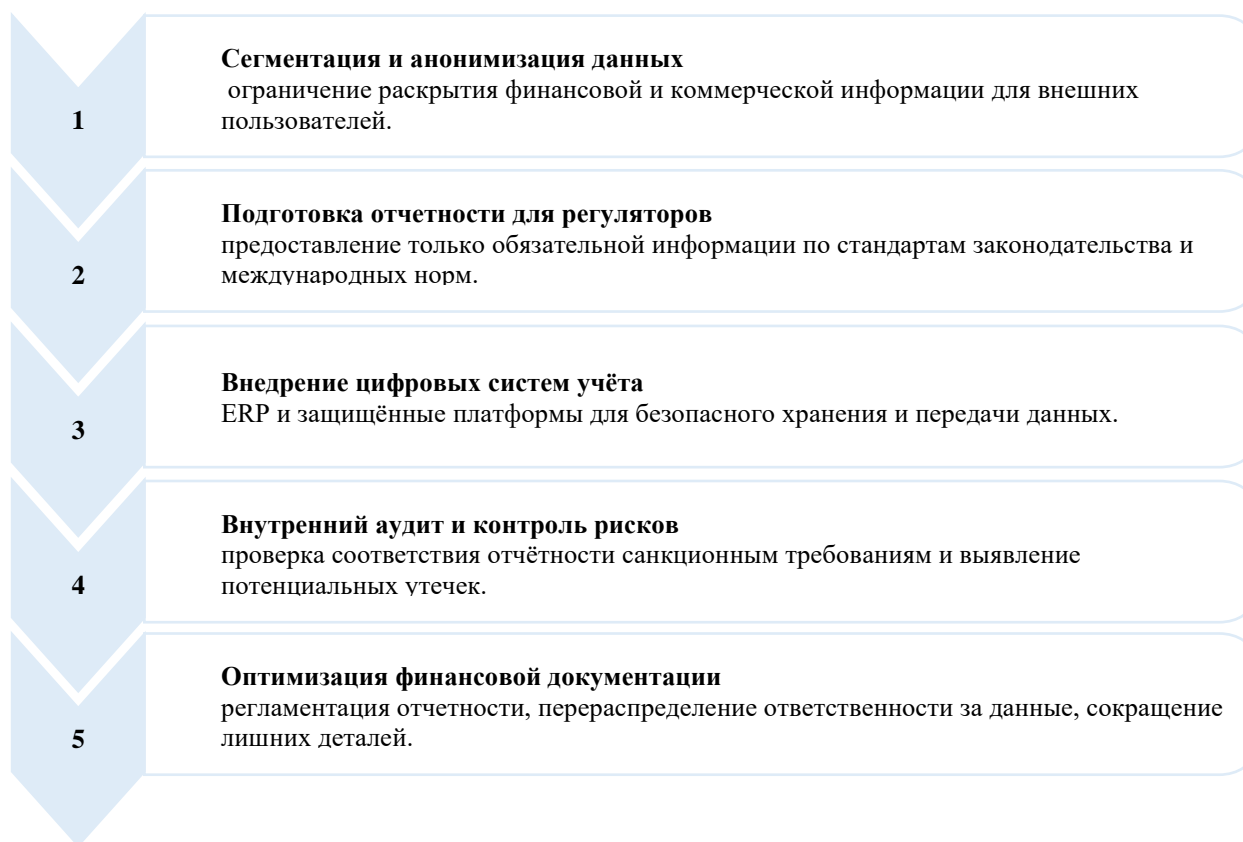 1
Сегментация и анонимизация данных
ограничение раскрытия финансовой и коммерческой информации для внешних
пользователей.
2
Подготовка отчетности для регуляторов
предоставление только обязательной информации по стандартам законодательства и
международных норм.
3
Внедрение цифровых систем учёта
ERP и защищённые платформы для безопасного хранения и передачи данных.
4
Внутренний аудит и контроль рисков
проверка соответствия отчётности санкционным требованиям и выявление
потенциальных утечек.
5
Оптимизация финансовой документации
регламентация отчетности, перераспределение ответственности за данные, сокращение
лишних деталей.